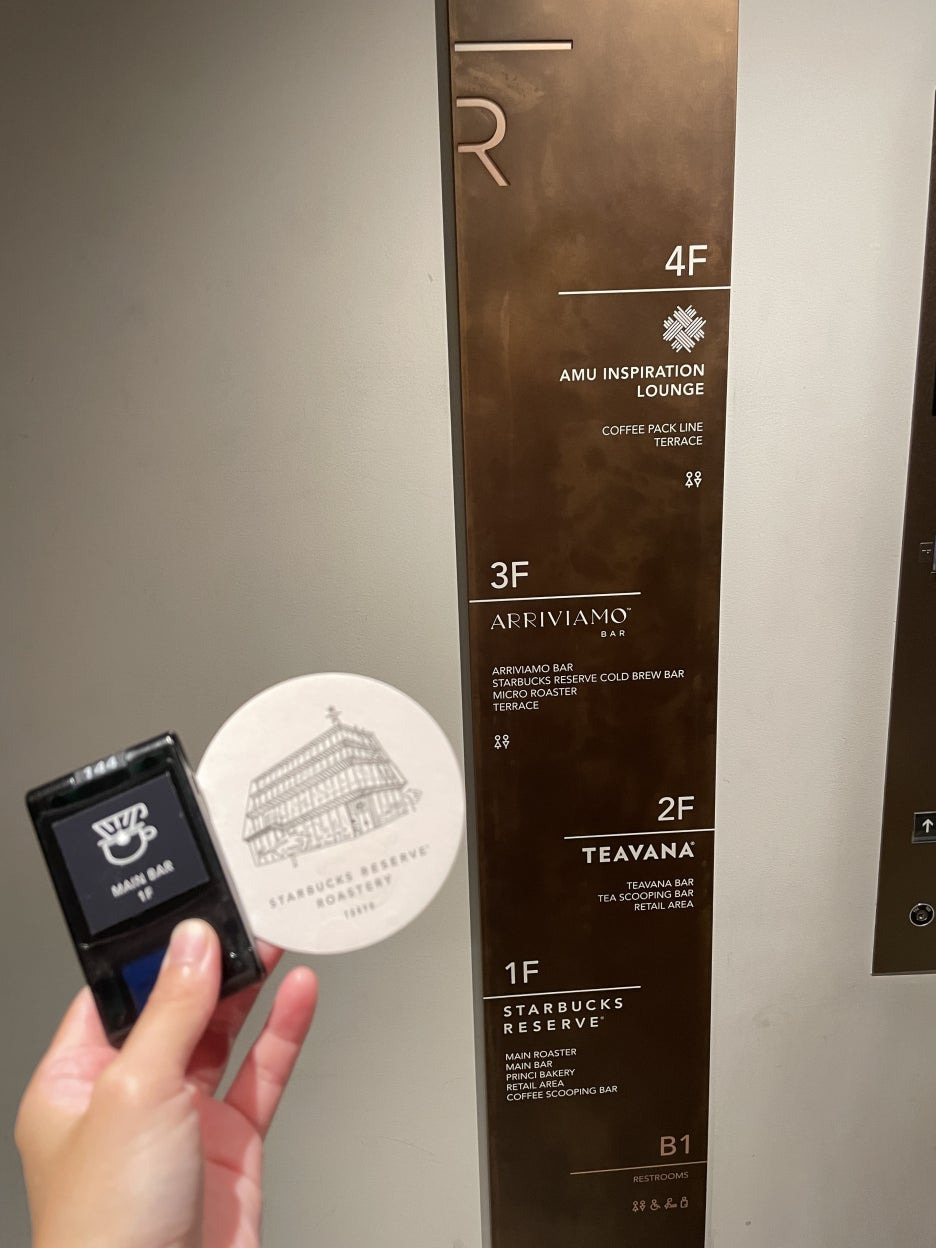 R
4F
AMU INSPIRATION
LOUNGE
COFFEE PACK LINE
TERRACE
3F
ARRIVIAMO™
BAR
ARRIVIAMO BAR
STARBUCKS RESERVE COLD BREW BAR
MICRO ROASTER
TERRACE
2F
TEAVANA®
TEAVANA BAR
TEA SCOOPING BAR
RETAIL AREA
1F
STARBUCKS
RESERVE®
MAIN ROASTER
MAIN BAR
PRINCI BAKERY
RETAIL AREA
COFFEE SCOOPING BAR
B1
RESTROOMS
144
MAIN BAR
1F
STARBUCKS RESERVE®
ROASTERY
TOKYO